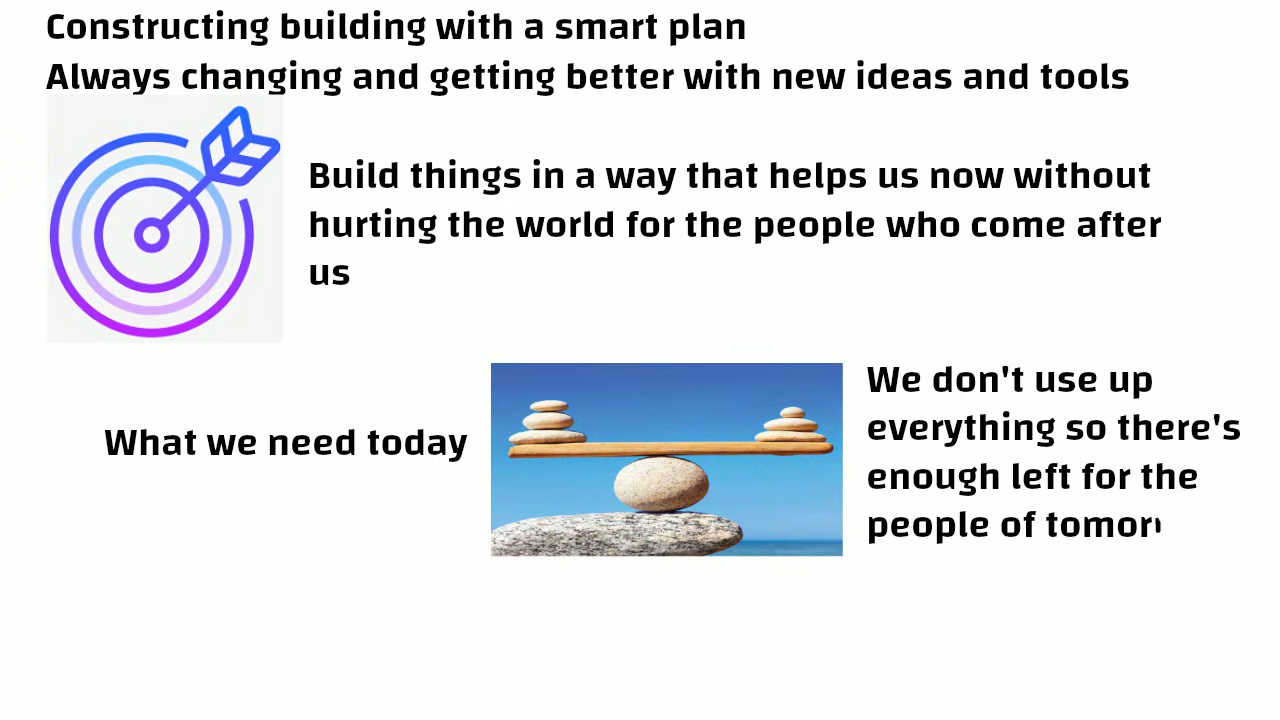 Constructing building with a smart plan
Always changing and getting better with new ideas and tools
Build things in a way that helps us now without
hurting the world for the people who come after
us
What we need today
We don't use up
everything so there's
enough left for the
people of